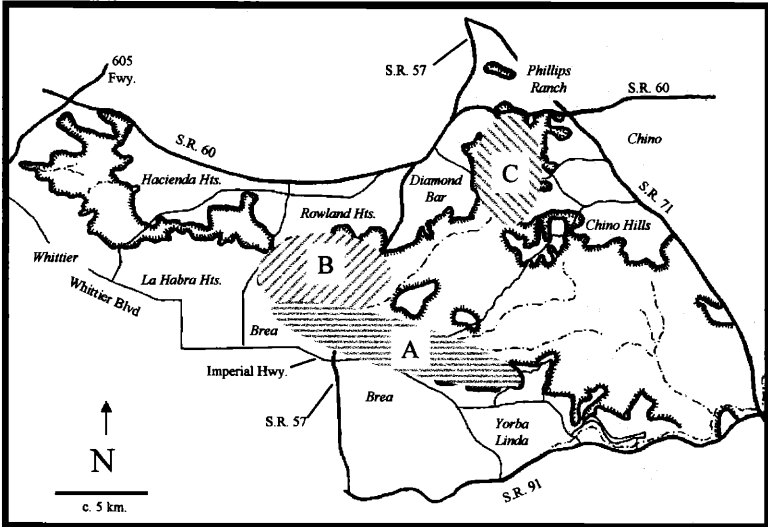 605
Fwy.
S.R. 57
Phillips
Ranch
S.R. 60
S.R. 60
Chino
Hacienda Hts.
Diamond
Bar
C
S.R. 71
Rowland Hts.
Chino Hills
Whittier
La Habra Hts.
B
Whittier Blvd
Brea
A
Imperial Hwy.
Brea
S.R. 57
Yorba
Linda
N
S.R. 91
c. 5 km.